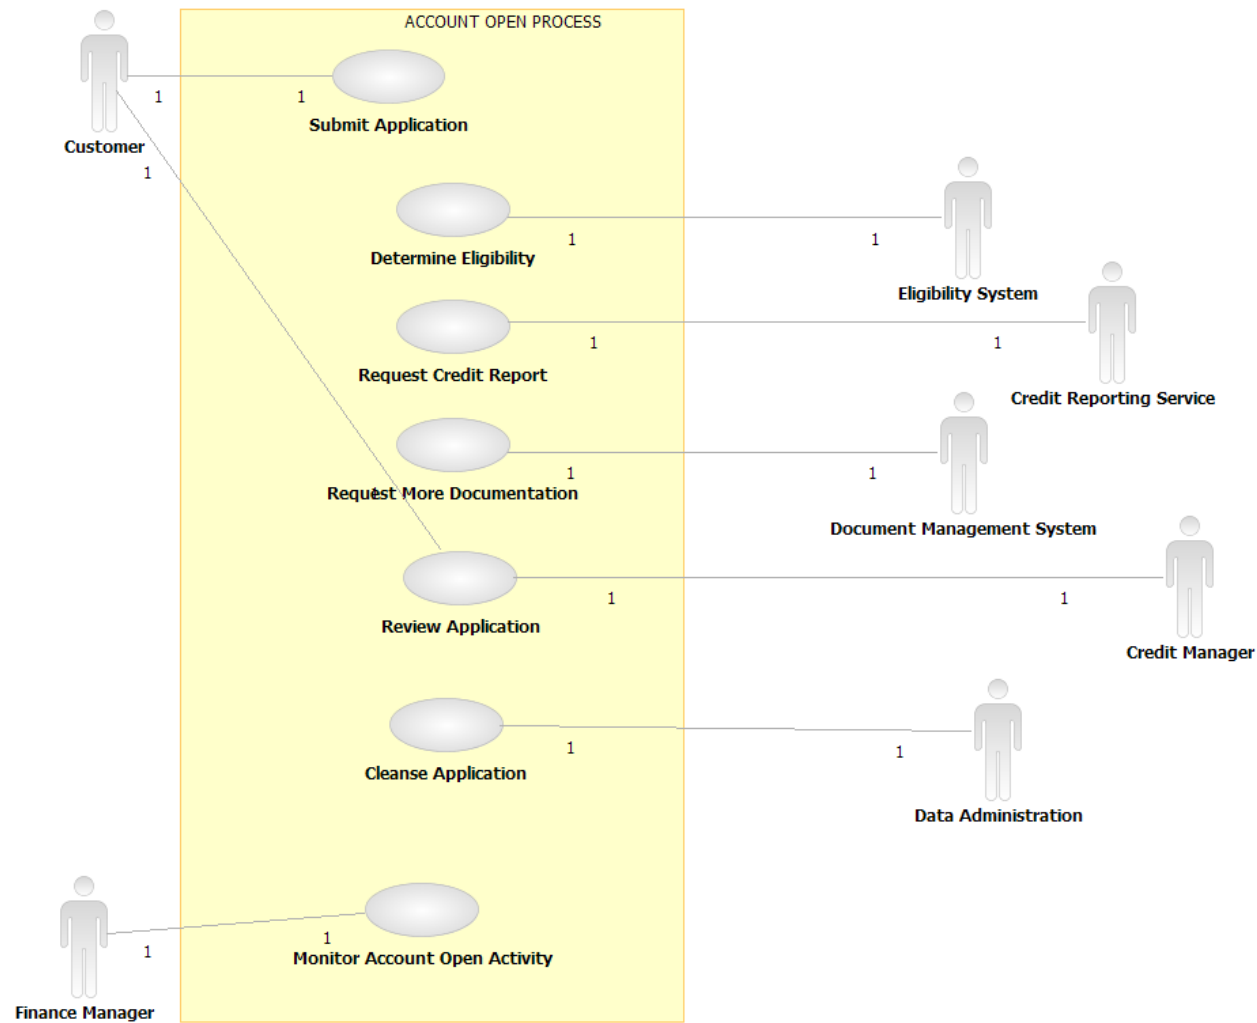 ACCOUNT OPEN PROCESS
1
1
Submit Application
Customer
1
1
1
Determine Eligibility
Eligibility System
1
1
Request Credit Report
Credit Reporting Service
1
1
Request More Documentation
1
Document Management System
1
1
Review Application
Credit Manager
1
1
Cleanse Application
Data Administration
1
1
Monitor Account Open Activity
Finance Manager